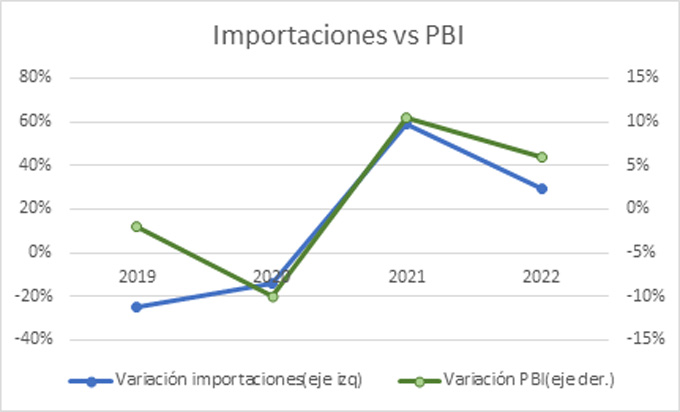 Importaciones vs PBI
80% 15%
60% 10%
40% 5%
20% 0%
0% -5%
2019 2020 2021 2022
-20% -10%
-40% -15%
Variación importaciones(eje izq) Variación PBI(eje der.)